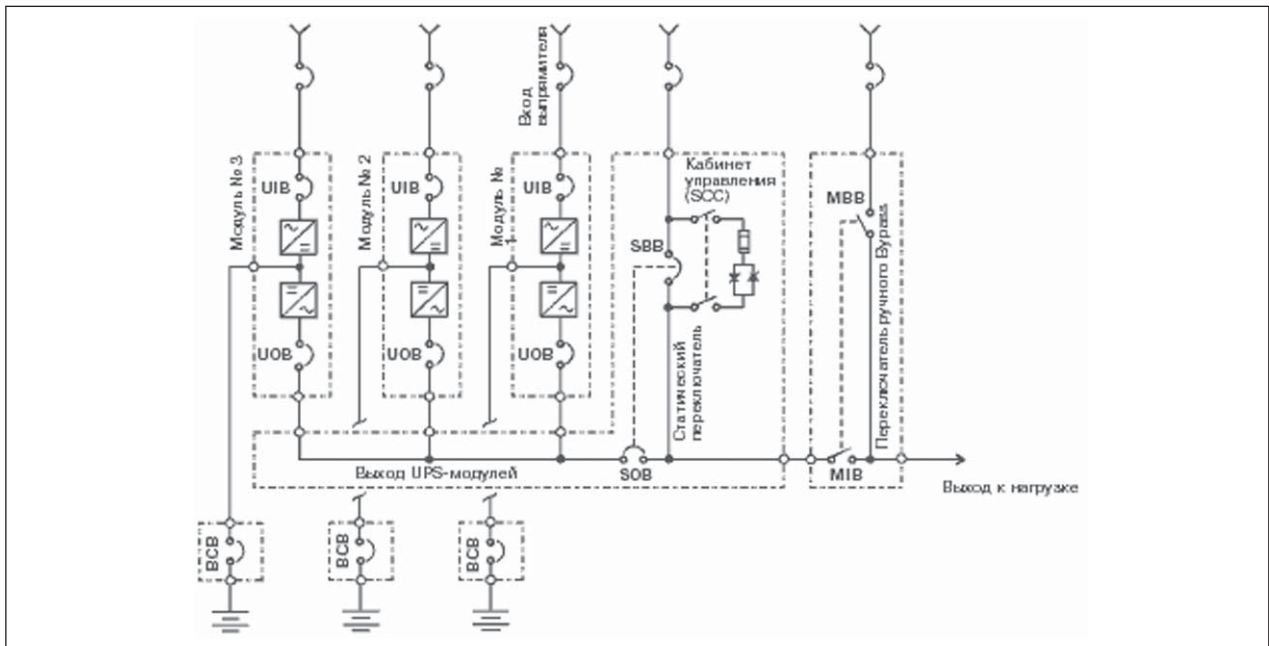 Вход
выпрямителя
Модуль № 3
Модуль № 2
Модуль №
1
Кабинет
управления
(SCC)
UIB
UIB
UIB
MBB
SBB
UOB
UOB
UOB
Статический
переключатель
Переключатель ручного Bypass
Выход UPS-модулей
SOB
MIB
Выход к нагрузке
BCB
BCB
BCB